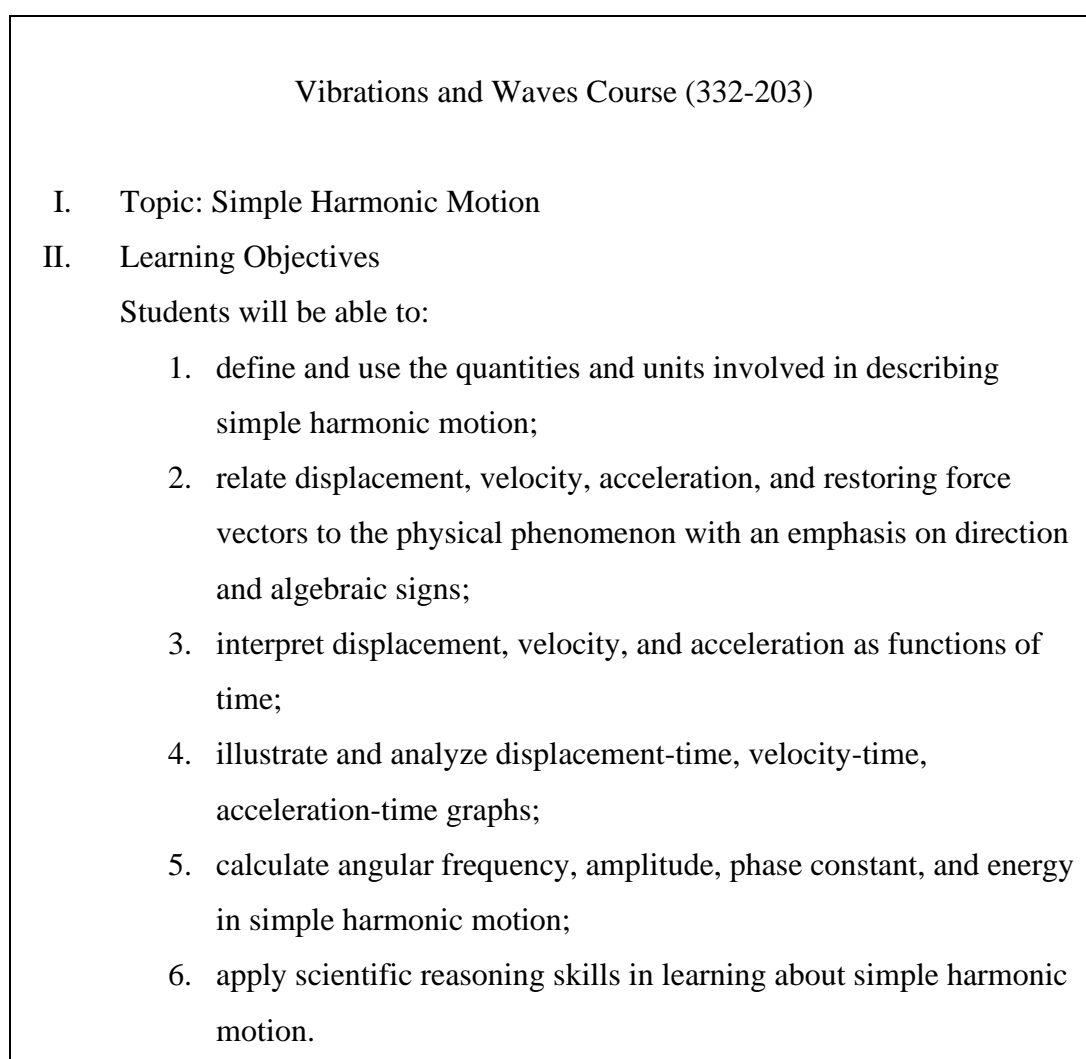 Vibrations and Waves Course (332-203)
I. Topic: Simple Harmonic Motion
II. Learning Objectives
Students will be able to:
1. define and use the quantities and units involved in describing
simple harmonic motion;
2. relate displacement, velocity, acceleration, and restoring force
vectors to the physical phenomenon with an emphasis on direction
and algebraic signs;
3. interpret displacement, velocity, and acceleration as functions of
time;
4. illustrate and analyze displacement-time, velocity-time,
acceleration-time graphs;
5. calculate angular frequency, amplitude, phase constant, and energy
in simple harmonic motion;
6. apply scientific reasoning skills in learning about simple harmonic
motion.